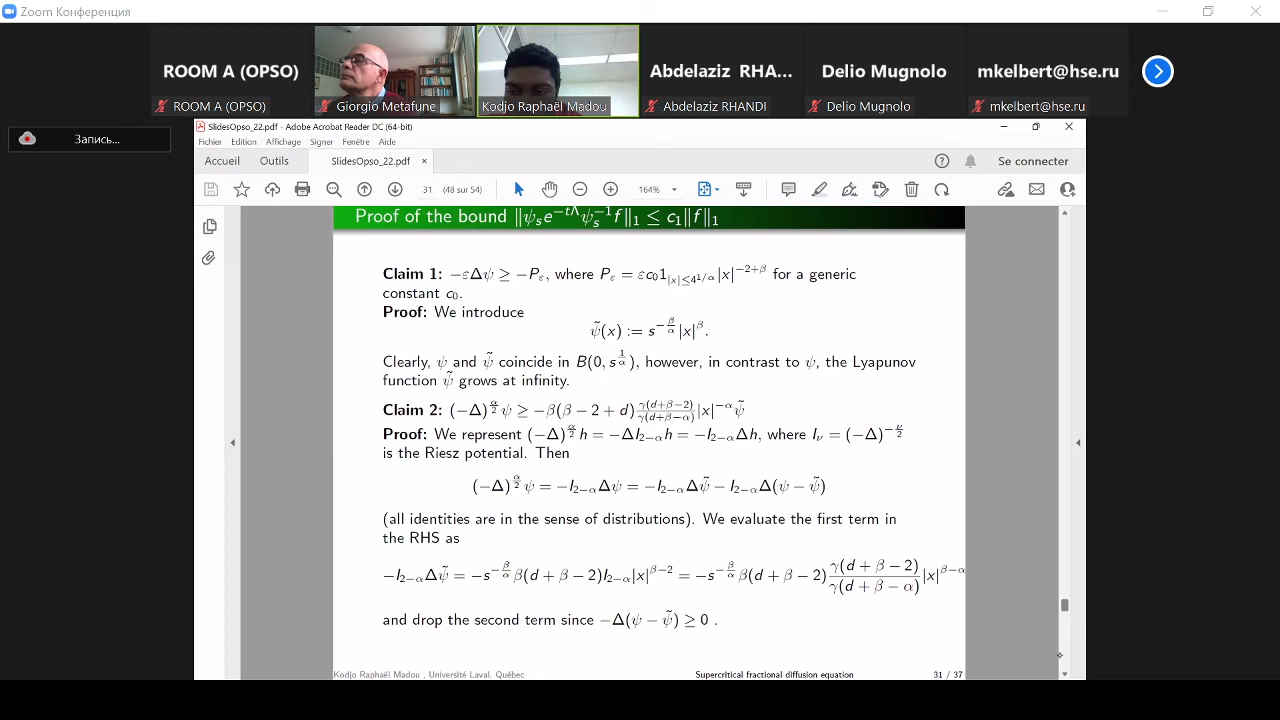 Zoom Конференция
ROOM A (OPSO)
ROOM A (OPSO)
Giorgio Metafune
Kodjo Raphaël Madou
Abdelaziz RHA...
Abdelaziz RHANDI
Delio Mugnolo
Delio Mugnolo
mkelbert@hse.ru
mkelbert@hse.ru
Запись...
SlidesOpso_22.pdf - Adobe Acrobat Reader DC (64-bit)
Fichier Edition Affichage Signer Fenêtre Aide
Accueil Outils SlidesOpso_22.pdf × Se connecter
31 (48 sur 54) 164%
Proof of the bound ‖ψₛe^{−tΛ}ψₛ^{−1}f‖₁ ≤ c₁‖f‖₁
Claim 1: −εΔψ ≥ −P_ε, where P_ε = εc₀1_{|x|≤4^{1/α}}|x|^{−2+β} for a generic
constant c₀.
Proof: We introduce
ψ̃(x) := s^{−β/α}|x|^β.
Clearly, ψ and ψ̃ coincide in B(0, s^{1/α}), however, in contrast to ψ, the Lyapunov
function ψ̃ grows at infinity.
Claim 2: (−Δ)^{α/2}ψ ≥ −β(β − 2 + d) γ(d+β−2)/γ(d+β−α) |x|^{−α}ψ̃
Proof: We represent (−Δ)^{α/2}h = −ΔI_{2−α}h = −I_{2−α}Δh, where I_ν = (−Δ)^{−ν/2}
is the Riesz potential. Then
(−Δ)^{α/2}ψ = −I_{2−α}Δψ = −I_{2−α}Δψ̃ − I_{2−α}Δ(ψ − ψ̃)
(all identities are in the sense of distributions). We evaluate the first term in
the RHS as
−I_{2−α}Δψ̃ = −s^{−β/α}β(d + β − 2)I_{2−α}|x|^{β−2} = −s^{−β/α}β(d + β − 2) γ(d + β − 2)/γ(d + β − α) |x|^{β−α}
and drop the second term since −Δ(ψ − ψ̃) ≥ 0 .
Kodjo Raphaël Madou , Université Laval, Québec Supercritical fractional diffusion equation 31 / 37